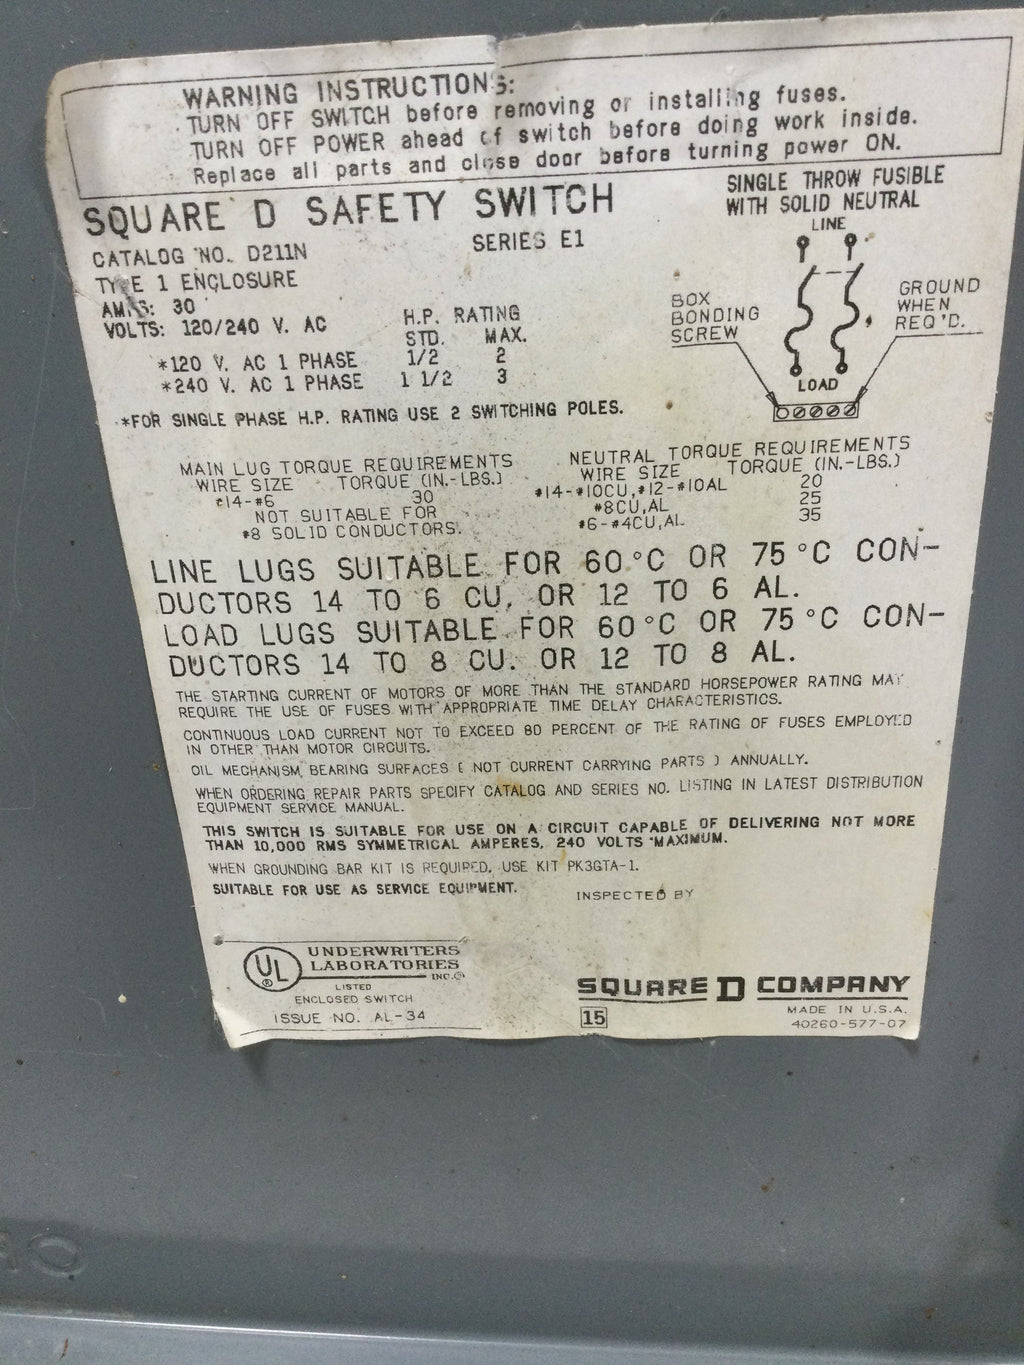 WARNING INSTRUCTIONS:
TURN OFF SWITCH before removing or installing fuses.
TURN OFF POWER ahead of switch before doing work inside.
Replace all parts and close door before turning power ON.
SQUARE D SAFETY SWITCH
CATALOG NO. D211N
SERIES E1
TYPE 1 ENCLOSURE
AMPS: 30
VOLTS: 120/240 V. AC
H.P. RATING
STD. MAX.
*120 V. AC 1 PHASE 1/2 2
*240 V. AC 1 PHASE 1 1/2 3
*FOR SINGLE PHASE H.P. RATING USE 2 SWITCHING POLES.
SINGLE THROW FUSIBLE
WITH SOLID NEUTRAL
LINE
BOX
BONDING
SCREW
GROUND
WHEN
REQ'D.
LOAD
MAIN LUG TORQUE REQUIREMENTS
WIRE SIZE TORQUE (IN.-LBS.)
#14-#6 30
NOT SUITABLE FOR
#8 SOLID CONDUCTORS.
NEUTRAL TORQUE REQUIREMENTS
WIRE SIZE TORQUE (IN.-LBS.)
#14-#10CU,#12-#10AL 20
#8CU,AL 25
#6-#4CU,AL 35
LINE LUGS SUITABLE FOR 60°C OR 75°C CON-
DUCTORS 14 TO 6 CU. OR 12 TO 6 AL.
LOAD LUGS SUITABLE FOR 60°C OR 75°C CON-
DUCTORS 14 TO 8 CU. OR 12 TO 8 AL.
THE STARTING CURRENT OF MOTORS OF MORE THAN THE STANDARD HORSEPOWER RATING MAY
REQUIRE THE USE OF FUSES WITH APPROPRIATE TIME DELAY CHARACTERISTICS.
CONTINUOUS LOAD CURRENT NOT TO EXCEED 80 PERCENT OF THE RATING OF FUSES EMPLOYED
IN OTHER THAN MOTOR CIRCUITS.
OIL MECHANISM BEARING SURFACES ( NOT CURRENT CARRYING PARTS ) ANNUALLY.
WHEN ORDERING REPAIR PARTS SPECIFY CATALOG AND SERIES NO. LISTING IN LATEST DISTRIBUTION
EQUIPMENT SERVICE MANUAL.
THIS SWITCH IS SUITABLE FOR USE ON A CIRCUIT CAPABLE OF DELIVERING NOT MORE
THAN 10,000 RMS SYMMETRICAL AMPERES, 240 VOLTS MAXIMUM.
WHEN GROUNDING BAR KIT IS REQUIRED, USE KIT PK3GTA-1.
SUITABLE FOR USE AS SERVICE EQUIPMENT.
INSPECTED BY
UL ®
UNDERWRITERS
LABORATORIES
INC.®
LISTED
ENCLOSED SWITCH
ISSUE NO. AL-34
SQUARE D COMPANY
15
MADE IN U.S.A.
40260-577-07